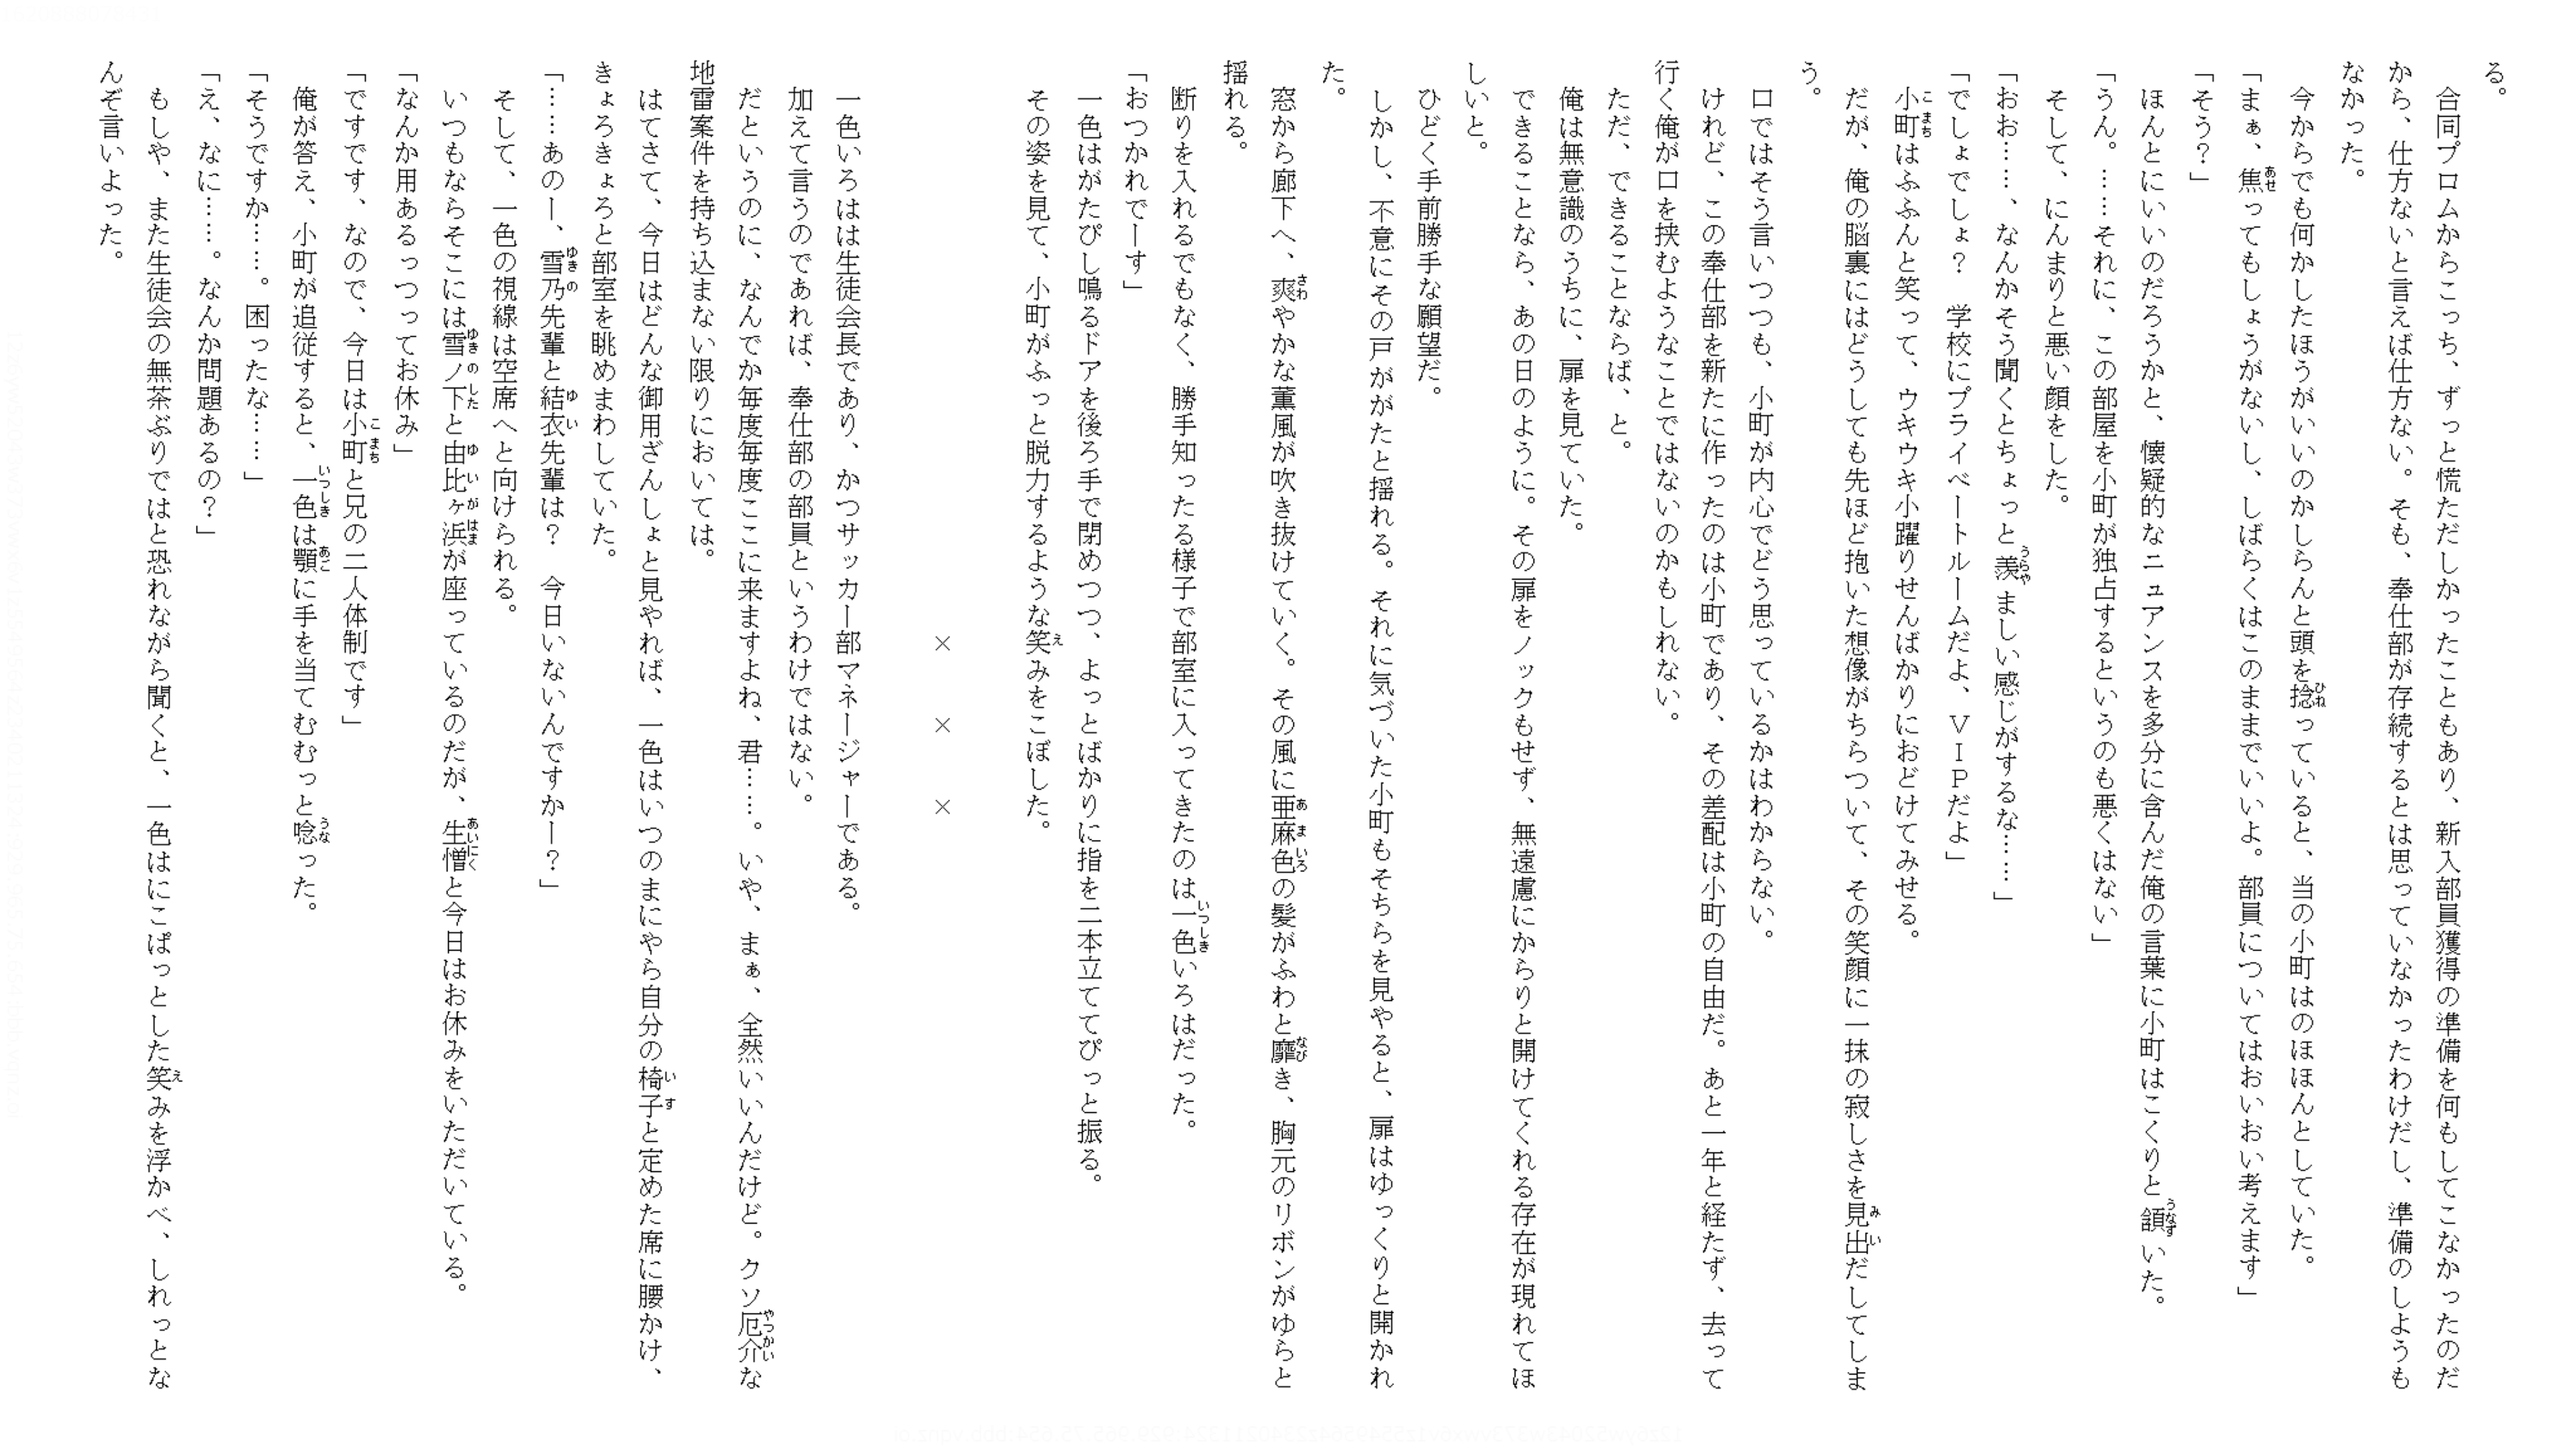 る。
　合同プロムからこっち、ずっと慌ただしかったこともあり、新入部員獲得の準備を何もしてこなかったのだ
から、仕方ないと言えば仕方ない。そも、奉仕部が存続するとは思っていなかったわけだし、準備のしようも
なかった。
　今からでも何かしたほうがいいのかしらんと頭を捻っていると、当の小町はのほほんとしていた。
「まぁ、焦ってもしょうがないし、しばらくはこのままでいいよ。部員についてはおいおい考えます」
「そう？」
　ほんとにいいのだろうかと、懐疑的なニュアンスを多分に含んだ俺の言葉に小町はこくりと頷いた。
「うん。……それに、この部屋を小町が独占するというのも悪くはない」
　そして、にんまりと悪い顔をした。
「おお……、なんかそう聞くとちょっと羨ましい感じがするな……」
「でしょでしょ？　学校にプライベートルームだよ、ＶＩＰだよ」
　小町はふふんと笑って、ウキウキ小躍りせんばかりにおどけてみせる。
　だが、俺の脳裏にはどうしても先ほど抱いた想像がちらついて、その笑顔に一抹の寂しさを見出だしてしま
う。
　口ではそう言いつつも、小町が内心でどう思っているかはわからない。
　けれど、この奉仕部を新たに作ったのは小町であり、その差配は小町の自由だ。あと一年と経たず、去って
行く俺が口を挟むようなことではないのかもしれない。
　ただ、できることならば、と。
　俺は無意識のうちに、扉を見ていた。
　できることなら、あの日のように。その扉をノックもせず、無遠慮にからりと開けてくれる存在が現れてほ
しいと。
　ひどく手前勝手な願望だ。
　しかし、不意にその戸ががたと揺れる。それに気づいた小町もそちらを見やると、扉はゆっくりと開かれ
た。
　窓から廊下へ、爽やかな薫風が吹き抜けていく。その風に亜麻色の髪がふわと靡き、胸元のリボンがゆらと
揺れる。
　断りを入れるでもなく、勝手知ったる様子で部室に入ってきたのは一色いろはだった。
「おつかれでーす」
　一色はがたぴし鳴るドアを後ろ手で閉めつつ、よっとばかりに指を二本立ててぴっと振る。
　その姿を見て、小町がふっと脱力するような笑みをこぼした。
×　×　×
　一色いろはは生徒会長であり、かつサッカー部マネージャーである。
　加えて言うのであれば、奉仕部の部員というわけではない。
　だというのに、なんでか毎度毎度ここに来ますよね、君……。いや、まぁ、全然いいんだけど。クソ厄介な
地雷案件を持ち込まない限りにおいては。
　はてさて、今日はどんな御用ざんしょと見やれば、一色はいつのまにやら自分の椅子と定めた席に腰かけ、
きょろきょろと部室を眺めまわしていた。
「……あのー、雪乃先輩と結衣先輩は？　今日いないんですかー？」
　そして、一色の視線は空席へと向けられる。
　いつもならそこには雪ノ下と由比ヶ浜が座っているのだが、生憎と今日はお休みをいただいている。
「なんか用あるっつってお休み」
「ですです、なので、今日は小町と兄の二人体制です」
　俺が答え、小町が追従すると、一色は顎に手を当てむむっと唸った。
「そうですか……。困ったな……」
「え、なに……。なんか問題あるの？」
　もしや、また生徒会の無茶ぶりではと恐れながら聞くと、一色はにこぱっとした笑みを浮かべ、しれっとな
んぞ言いよった。